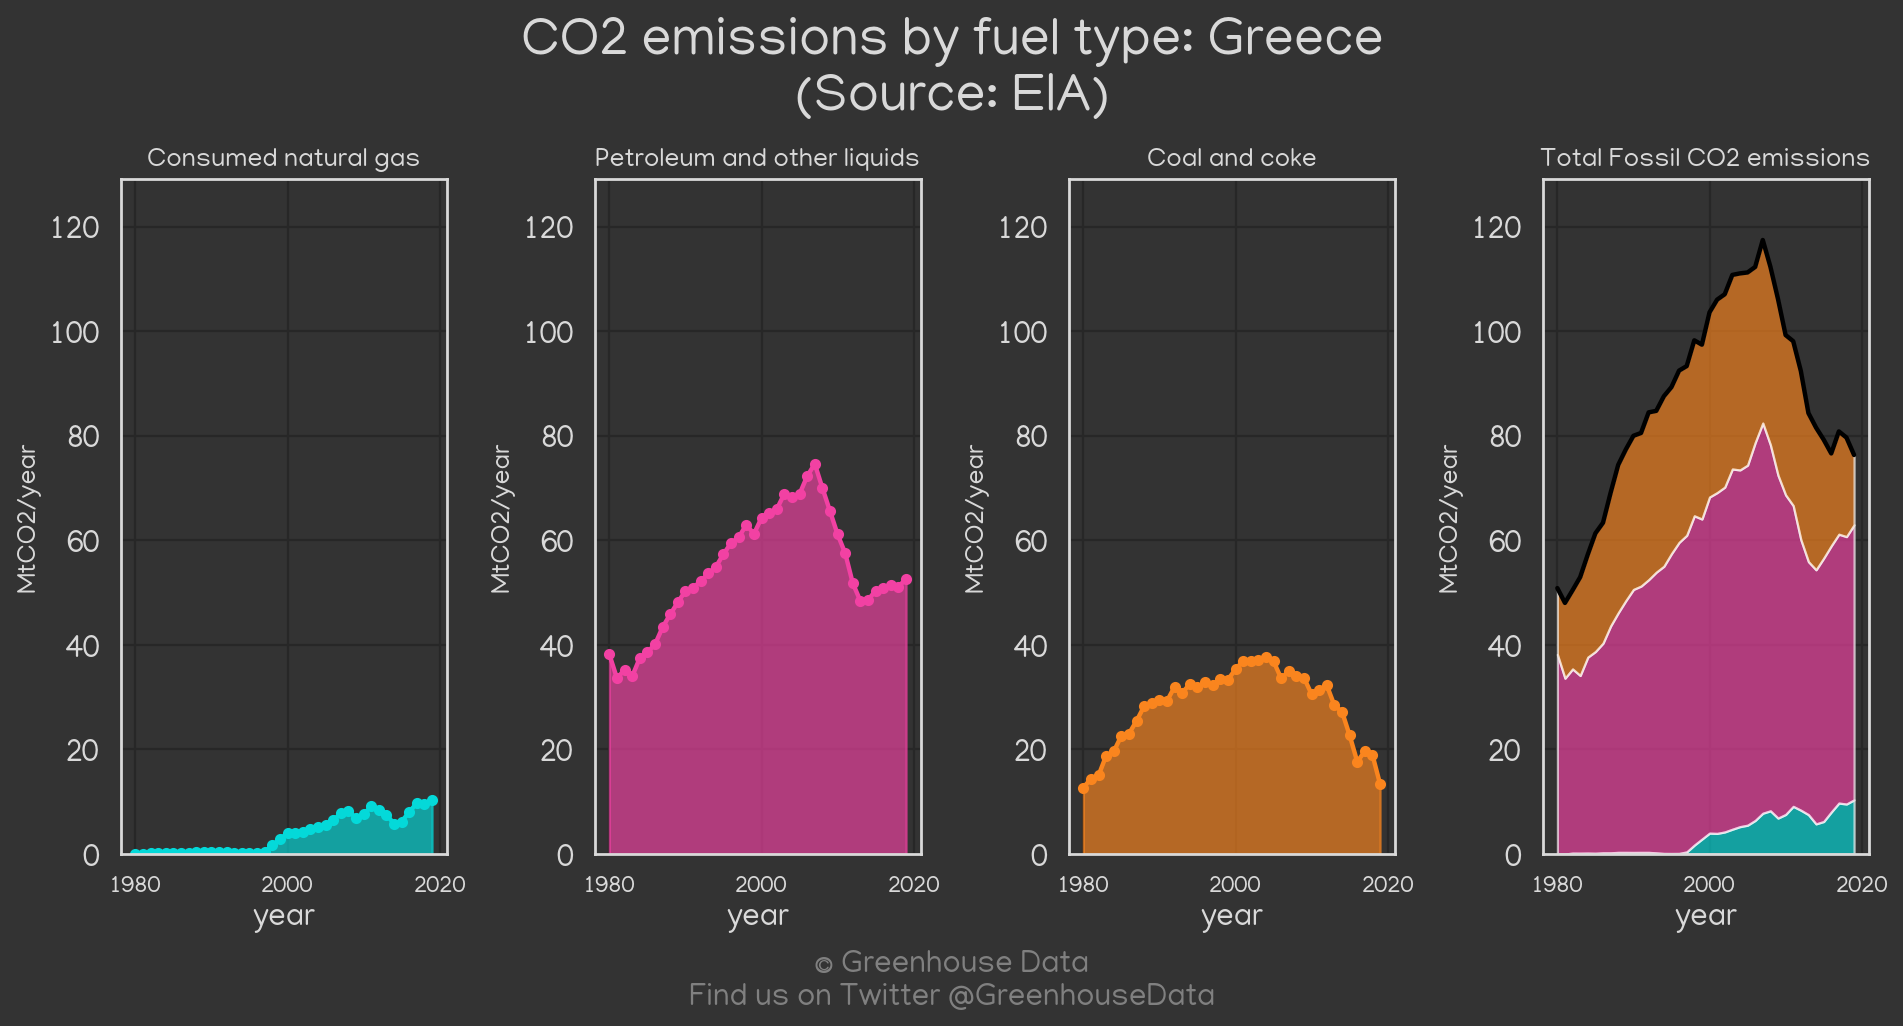 CO2 emissions by fuel type: Greece
(Source: EIA)
Consumed natural gas
Petroleum and other liquids
Coal and coke
Total Fossil CO2 emissions
120
100
80
60
40
20
0
MtCO2/year
1980
2000
2020
year
120
100
80
60
40
20
0
MtCO2/year
1980
2000
2020
year
120
100
80
60
40
20
0
MtCO2/year
1980
2000
2020
year
120
100
80
60
40
20
0
MtCO2/year
1980
2000
2020
year
© Greenhouse Data
Find us on Twitter @GreenhouseData